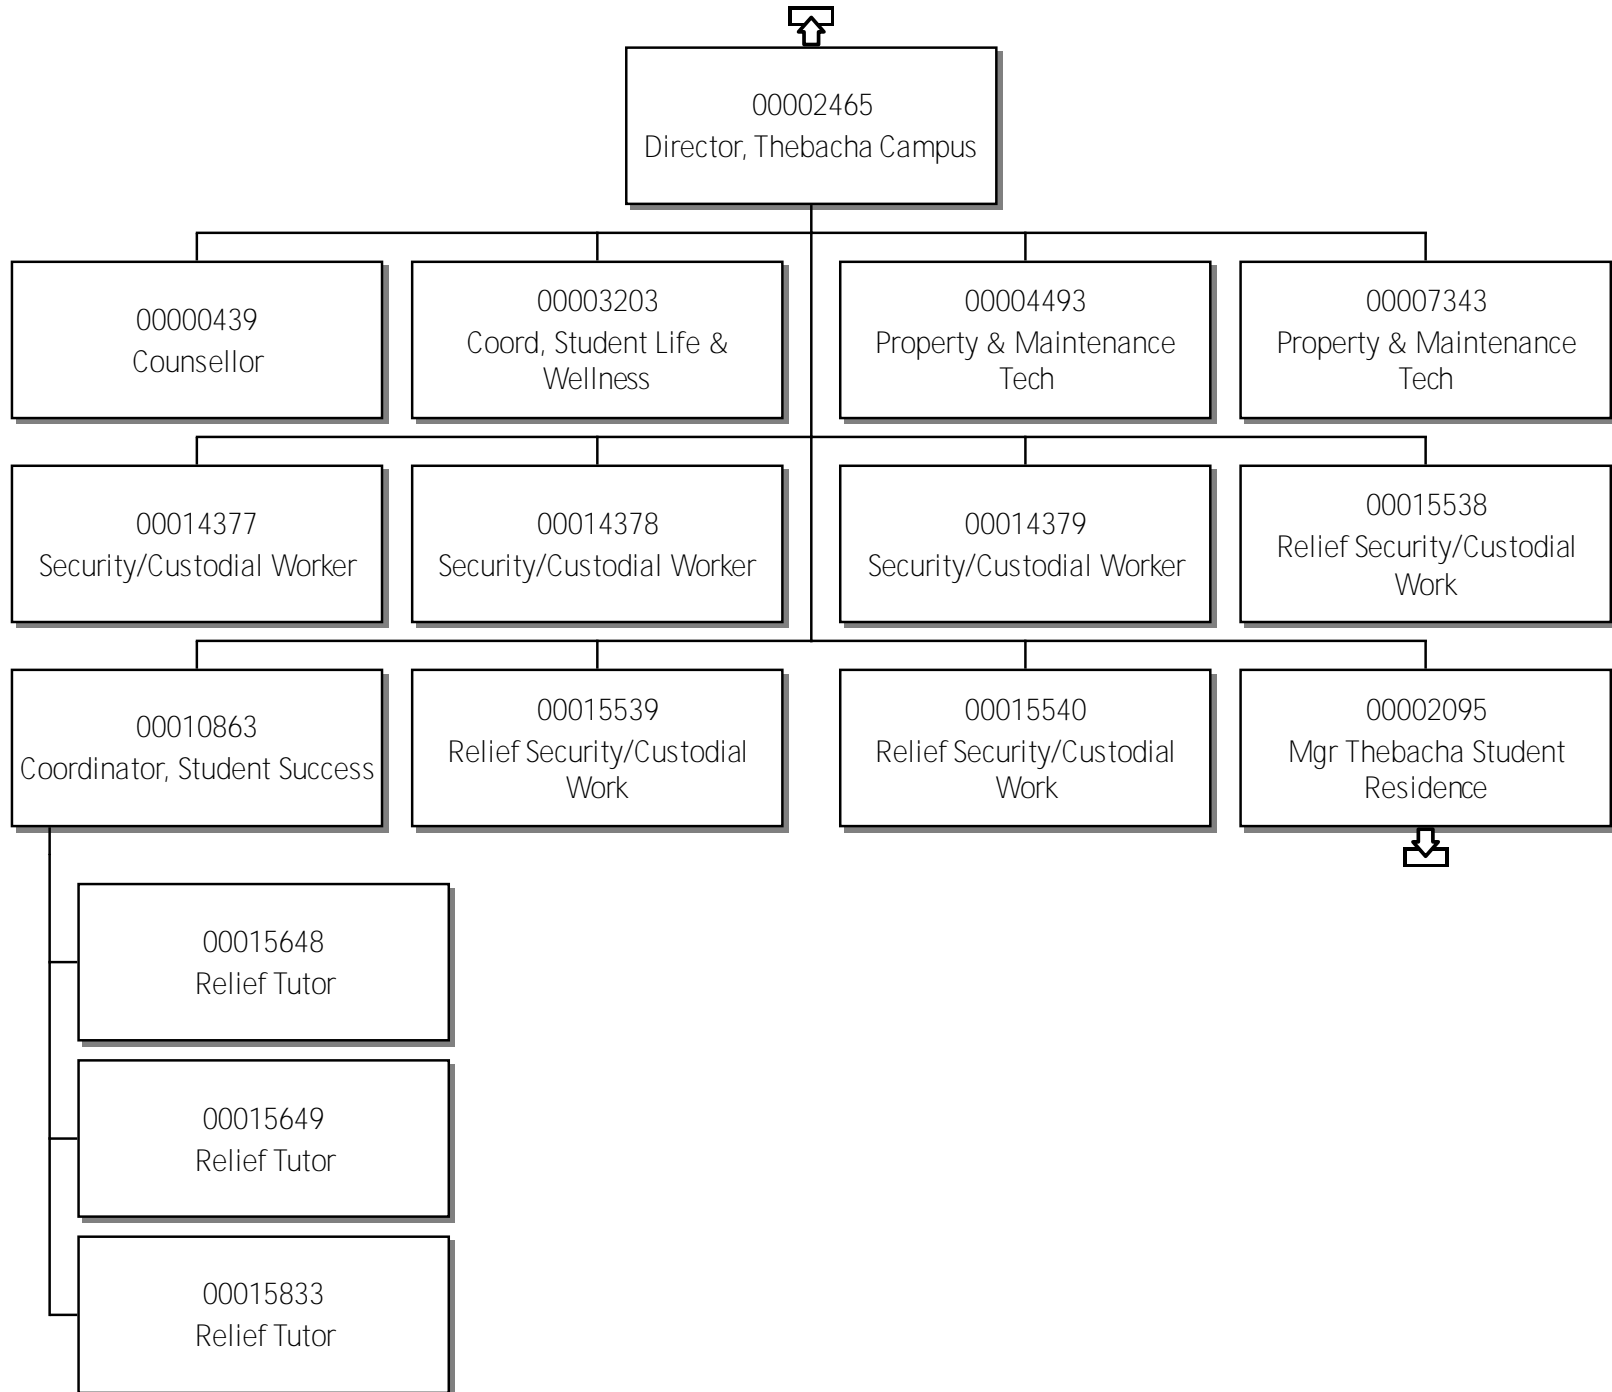 00002465
Director, Thebacha Campus
00000439
Counsellor
00003203
Coord, Student Life &
Wellness
00004493
Property & Maintenance
Tech
00007343
Property & Maintenance
Tech
00014377
Security/Custodial Worker
00014378
Security/Custodial Worker
00014379
Security/Custodial Worker
00015538
Relief Security/Custodial
Work
00010863
Coordinator, Student Success
00015539
Relief Security/Custodial
Work
00015540
Relief Security/Custodial
Work
00002095
Mgr Thebacha Student
Residence
00015648
Relief Tutor
00015649
Relief Tutor
00015833
Relief Tutor